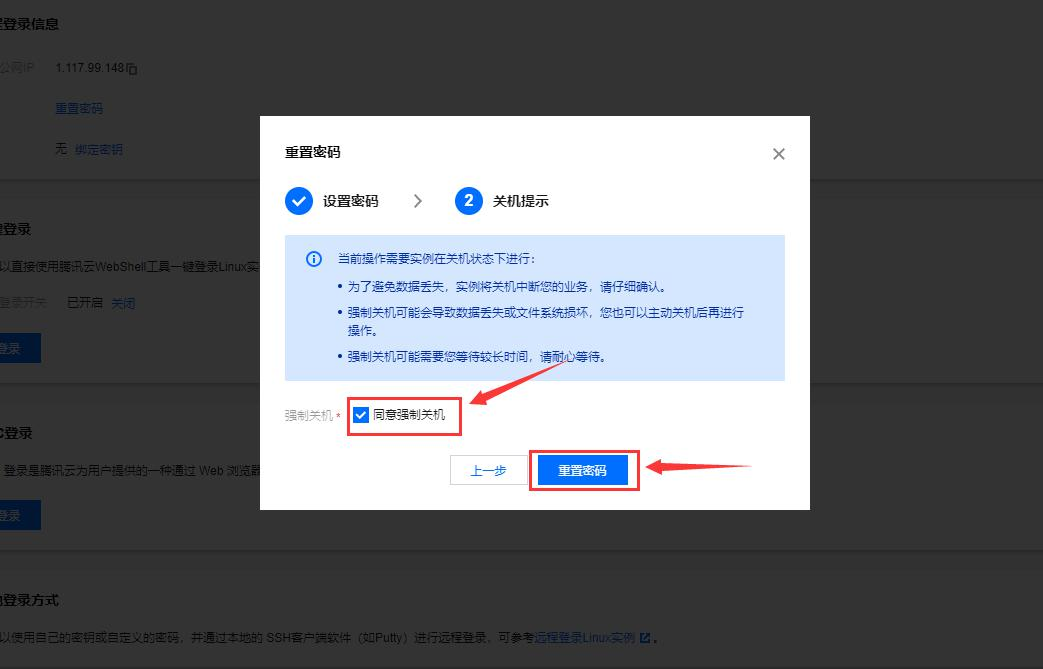 登录信息
公网IP 1.117.99.148
重置密码
无 绑定密钥
重置密码
设置密码 2 关机提示
登录
当前操作需要实例在关机状态下进行：
以直接使用腾讯云WebShell工具一键登录Linux实
• 为了避免数据丢失，实例将关机中断您的业务，请仔细确认。
登录开关 已开启 关闭
• 强制关机可能会导致数据丢失或文件系统损坏，您也可以主动关机后再进行
操作。
登录
• 强制关机可能需要您等待较长时间，请耐心等待。
强制关机 * 同意强制关机
C登录
登录是腾讯云为用户提供的一种通过 Web 浏览器
上一步 重置密码
登录
登录方式
以使用自己的密钥或自定义的密码，并通过本地的 SSH客户端软件（如Putty）进行远程登录，可参考远程登录Linux实例 。